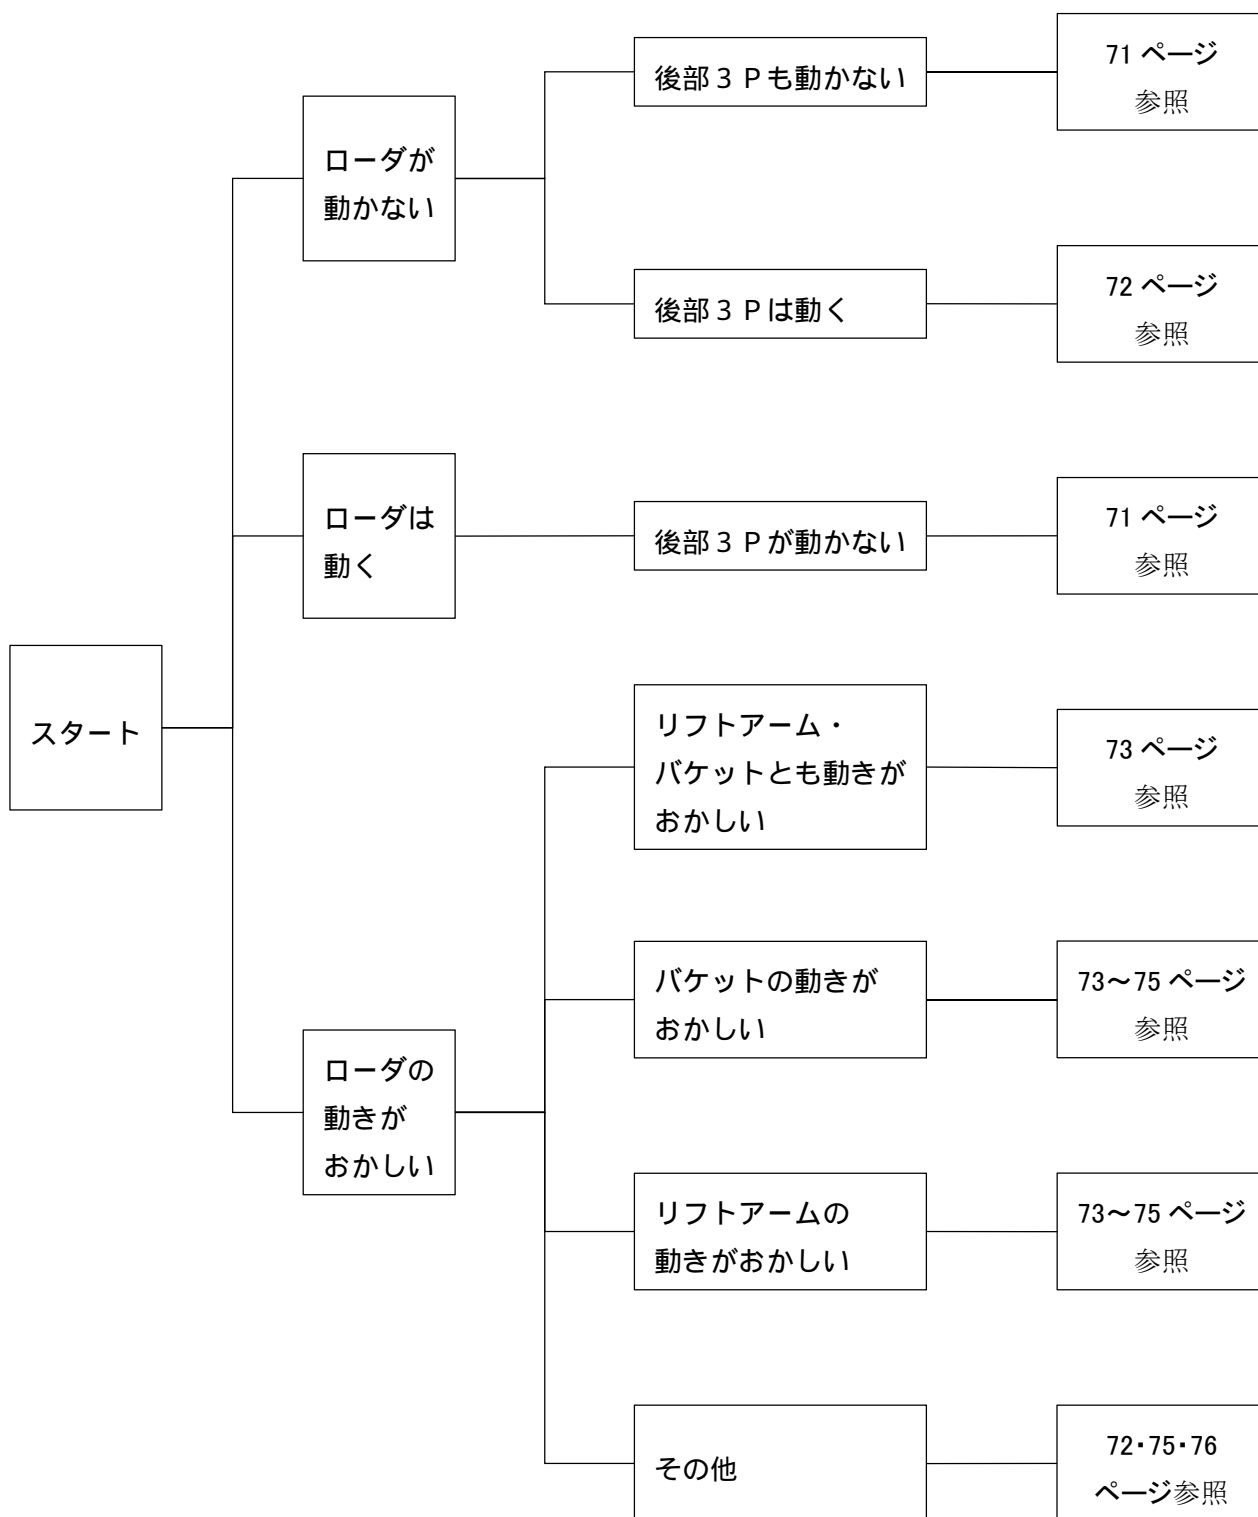 スタート
ローダが
動かない
後部３Ｐも動かない
71 ページ
参照
後部３Ｐは動く
72 ページ
参照
ローダは
動く
後部３Ｐが動かない
71 ページ
参照
ローダの
動きが
おかしい
リフトアーム・
バケットとも動きが
おかしい
73 ページ
参照
バケットの動きが
おかしい
73～75 ページ
参照
リフトアームの
動きがおかしい
73～75 ページ
参照
その他
72・75・76
ページ参照